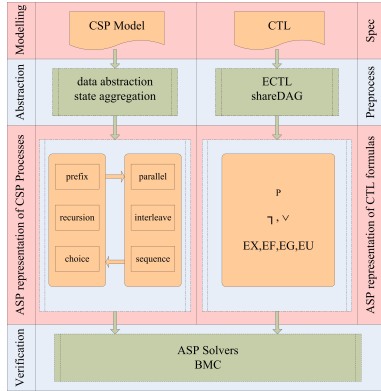 Modelling
CSP Model
CTL
Spec
Abstraction
data abstraction
state aggregation
ECTL
shareDAG
Preprocess
ASP representation of CSP Processes
prefix
parallel
recursion
interleave
choice
sequence
P
┐, ∨
EX,EF,EG,EU
ASP representation of CTL formulas
Verification
ASP Solvers
BMC